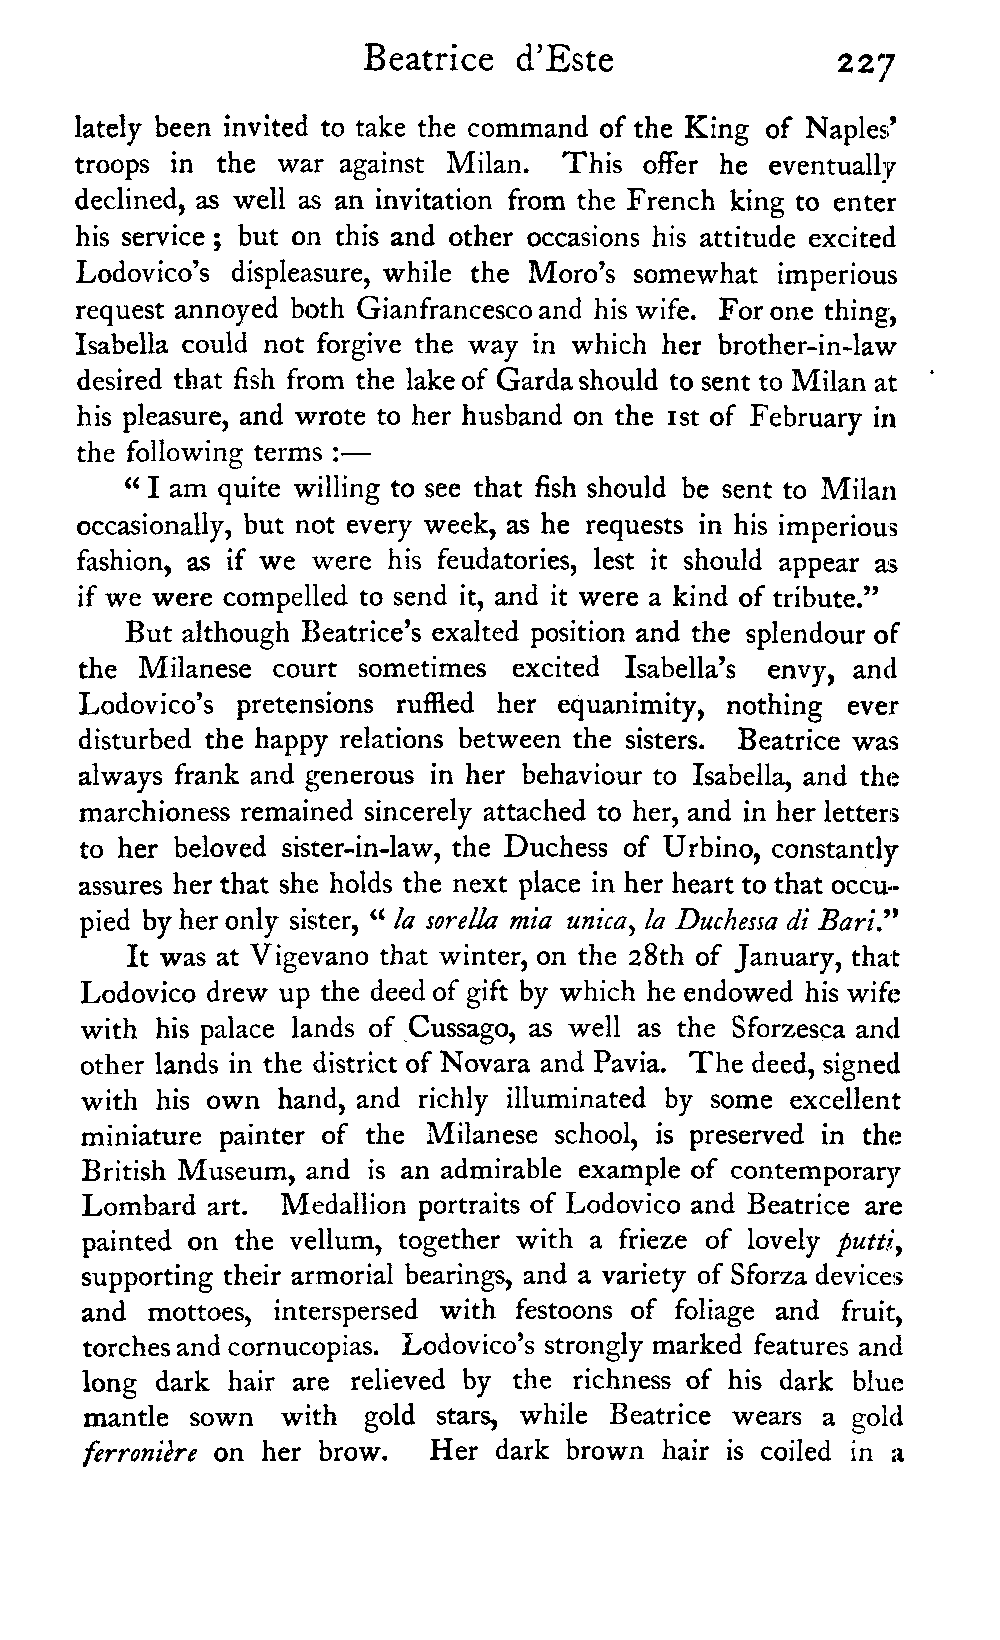 Beatrice d'Este 227
lately been invited to take the command of the King of Naples'
troops in the war against Milan. This offer he eventually
declined, as well as an invitation from the French king to enter
his service ; but on this and other occasions his attitude excited
Lodovico's displeasure, while the Moro's somewhat imperious
request annoyed both Gianfrancesco and his wife. For one thing,
Isabella could not forgive the way in which her brother-in-law
desired that fish from the lake of Garda should to sent to Milan at
his pleasure, and wrote to her husband on the 1st of February in
the following terms :—
“ I am quite willing to see that fish should be sent to Milan
occasionally, but not every week, as he requests in his imperious
fashion, as if we were his feudatories, lest it should appear as
if we were compelled to send it, and it were a kind of tribute.”
But although Beatrice's exalted position and the splendour of
the Milanese court sometimes excited Isabella's envy, and
Lodovico's pretensions ruffled her equanimity, nothing ever
disturbed the happy relations between the sisters. Beatrice was
always frank and generous in her behaviour to Isabella, and the
marchioness remained sincerely attached to her, and in her letters
to her beloved sister-in-law, the Duchess of Urbino, constantly
assures her that she holds the next place in her heart to that occu-
pied by her only sister, “ la sorella mia unica, la Duchessa di Bari.”
It was at Vigevano that winter, on the 28th of January, that
Lodovico drew up the deed of gift by which he endowed his wife
with his palace lands of Cussago, as well as the Sforzesca and
other lands in the district of Novara and Pavia. The deed, signed
with his own hand, and richly illuminated by some excellent
miniature painter of the Milanese school, is preserved in the
British Museum, and is an admirable example of contemporary
Lombard art. Medallion portraits of Lodovico and Beatrice are
painted on the vellum, together with a frieze of lovely putti,
supporting their armorial bearings, and a variety of Sforza devices
and mottoes, interspersed with festoons of foliage and fruit,
torches and cornucopias. Lodovico's strongly marked features and
long dark hair are relieved by the richness of his dark blue
mantle sown with gold stars, while Beatrice wears a gold
ferronière on her brow. Her dark brown hair is coiled in a